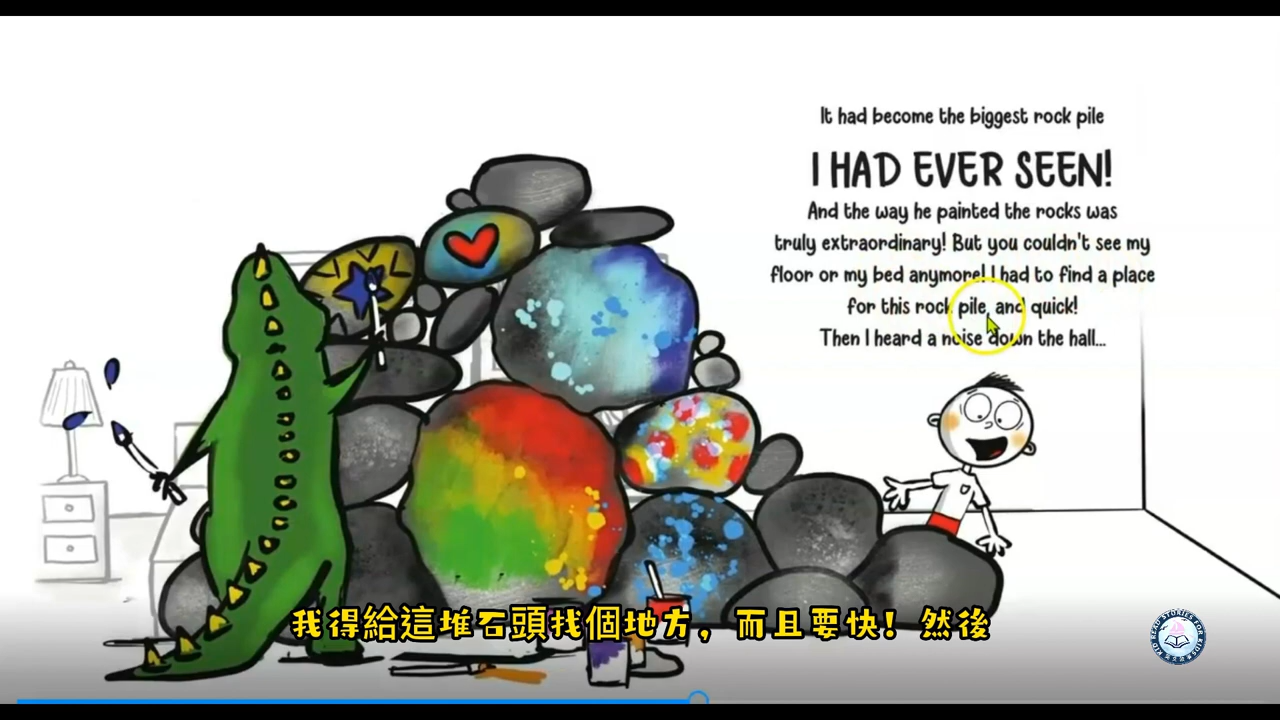 It had become the biggest rock pile
I HAD EVER SEEN!
And the way he painted the rocks was
truly extraordinary! But you couldn't see my
floor or my bed anymore! I had to find a place
for this rock pile, and quick!
Then I heard a noise down the hall...
我得給這堆石頭找個地方，而且要快！然後